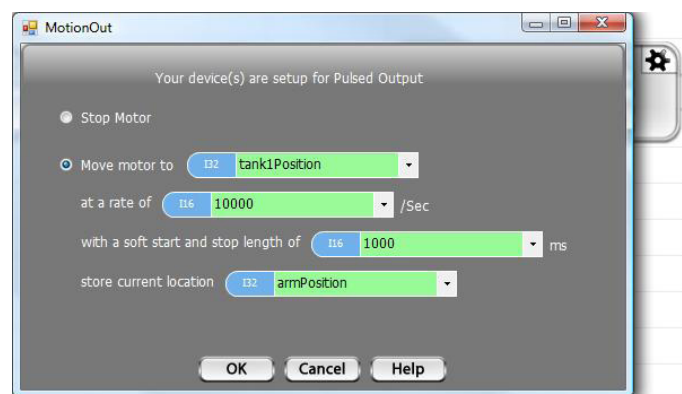 MotionOut
Your device(s) are setup for Pulsed Output
Stop Motor
Move motor to I32 tank1Position
at a rate of I16 10000 /Sec
with a soft start and stop length of I16 1000 ms
store current location I32 armPosition
OK Cancel Help